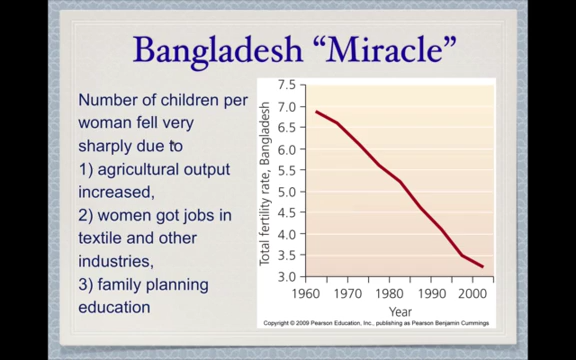 Bangladesh “Miracle”
Number of children per
woman fell very
sharply due to
1) agricultural output
increased,
2) women got jobs in
textile and other
industries,
3) family planning
education
Total fertility rate, Bangladesh
7.5
7.0
6.5
6.0
5.5
5.0
4.5
4.0
3.5
3.0
1960 1970 1980 1990 2000
Year
Copyright © 2009 Pearson Education, Inc., publishing as Pearson Benjamin Cummings